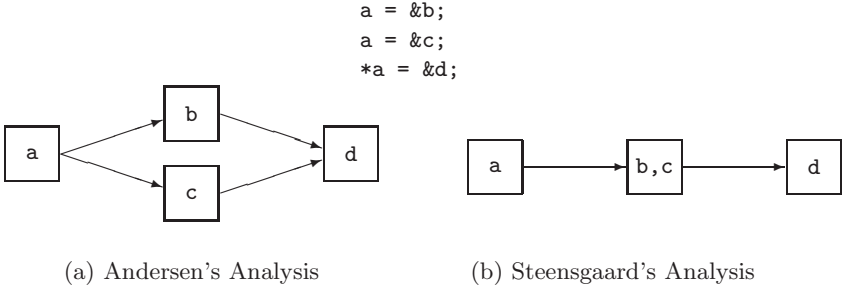 a = &b;
a = &c;
*a = &d;
a
b
c
d
a
b,c
d
(a) Andersen's Analysis
(b) Steensgaard's Analysis